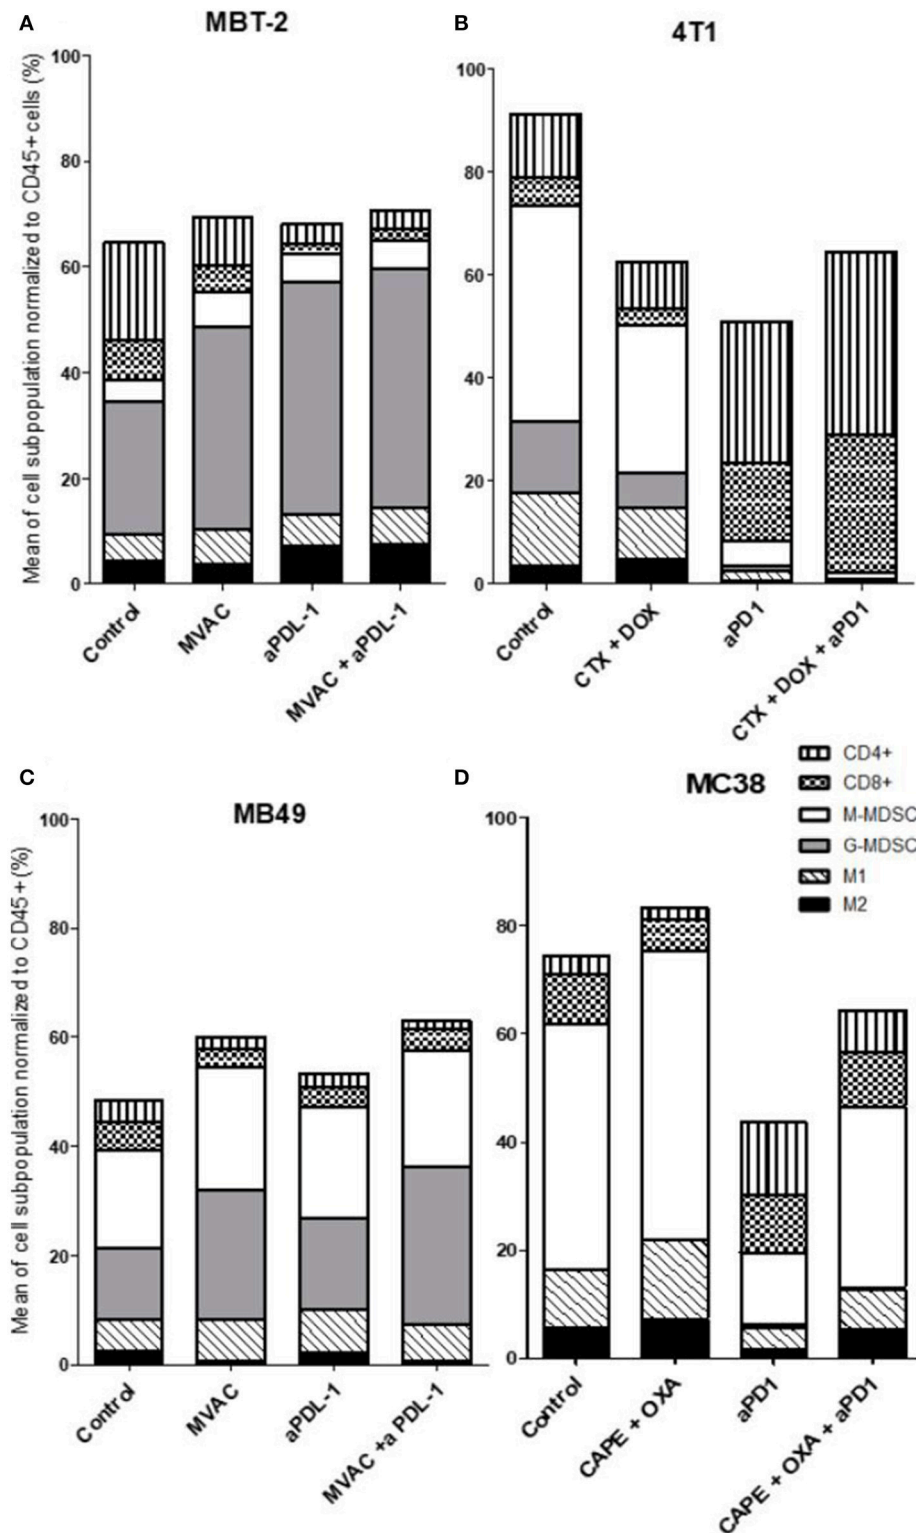 A
MBT-2
Mean of cell subpopulation normalized to CD45+ cells (%)
100
80
60
40
20
0
Control
MVAC
aPDL-1
MVAC + aPDL-1
B
4T1
100
80
60
40
20
0
Control
CTX + DOX
aPD1
CTX + DOX + aPD1
C
MB49
Mean of cell subpopulation normalized to CD45+ (%)
100
80
60
40
20
0
Control
MVAC
aPDL-1
MVAC +a PDL-1
D
MC38
CD4+
CD8+
M-MDSC
G-MDSC
M1
M2
100
80
60
40
20
0
Control
CAPE + OXA
aPD1
CAPE + OXA + aPD1